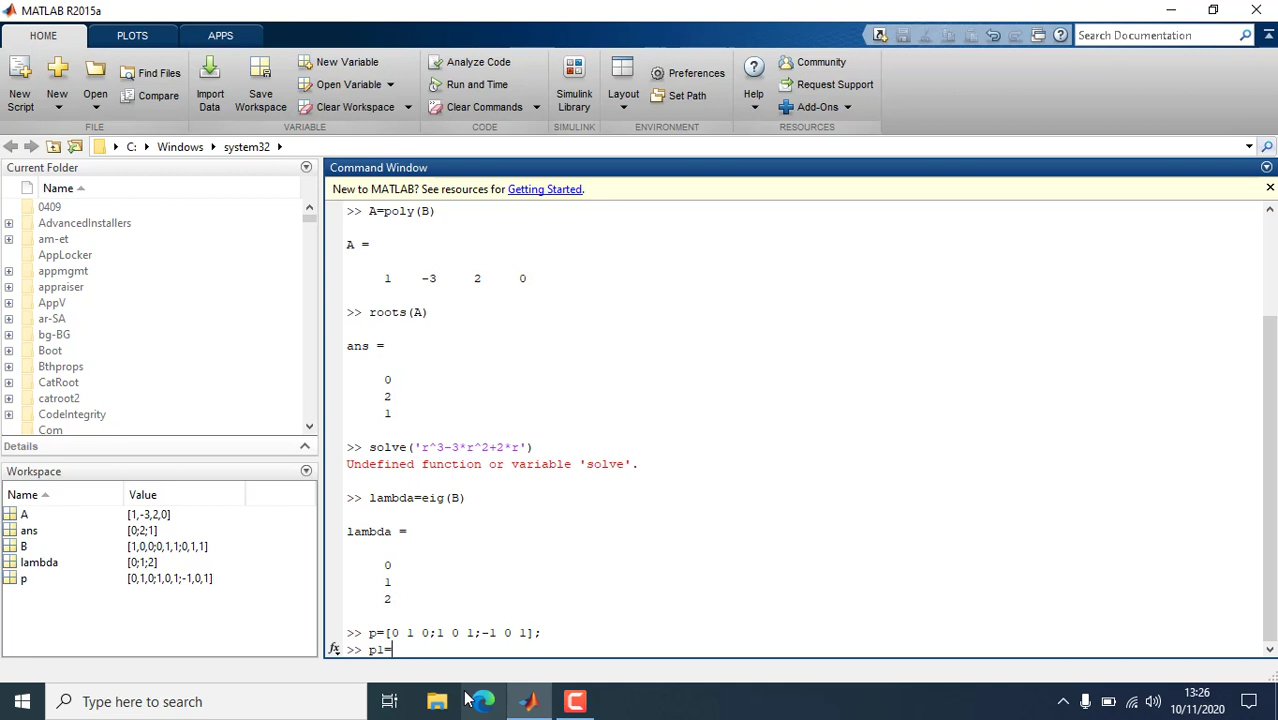 MATLAB R2015a
HOME PLOTS APPS Search Documentation
New Script New Open Find Files Compare Import Data Save Workspace New Variable Open Variable Clear Workspace Analyze Code Run and Time Clear Commands Simulink Library Layout Preferences Set Path Help Community Request Support Add-Ons
FILE VARIABLE CODE SIMULINK ENVIRONMENT RESOURCES
C: Windows system32
Current Folder
Name
0409
AdvancedInstallers
am-et
AppLocker
appmgmt
appraiser
AppV
ar-SA
bg-BG
Boot
Bthprops
CatRoot
catroot2
CodeIntegrity
Com
Details
Workspace
Name Value
A [1,-3,2,0]
ans [0;2;1]
B [1,0,0;0,1,1;0,1,1]
lambda [0;1;2]
p [0,1,0;1,0,1;-1,0,1]
Command Window
New to MATLAB? See resources for Getting Started.
>> A=poly(B)
A =
1 -3 2 0
>> roots(A)
ans =
0
2
1
>> solve('r^3-3*r^2+2*r')
Undefined function or variable 'solve'.
>> lambda=eig(B)
lambda =
0
1
2
>> p=[0 1 0;1 0 1;-1 0 1];
fx >> p1=
Type here to search
13:26
10/11/2020